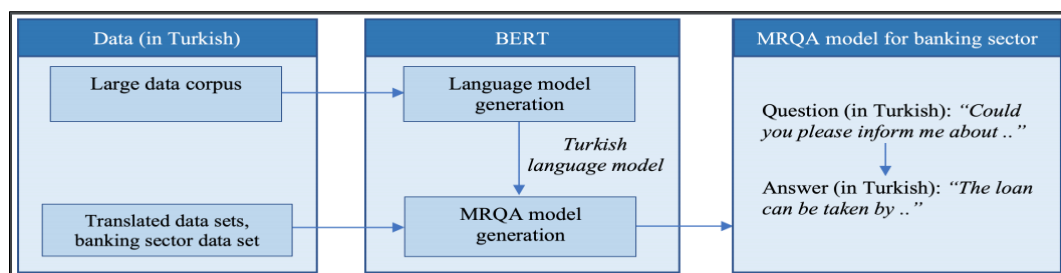 Data (in Turkish)
Large data corpus
Translated data sets,
banking sector data set
BERT
Language model
generation
Turkish
language model
MRQA model
generation
MRQA model for banking sector
Question (in Turkish): “Could
you please inform me about ..”
Answer (in Turkish): “The loan
can be taken by ..”